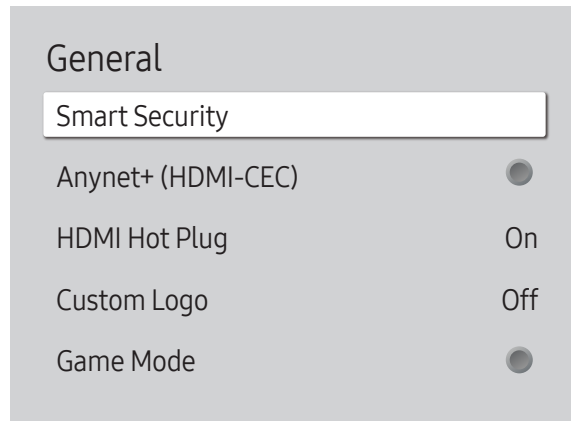 General
Smart Security
Anynet+ (HDMI-CEC)
HDMI Hot Plug On
Custom Logo Off
Game Mode